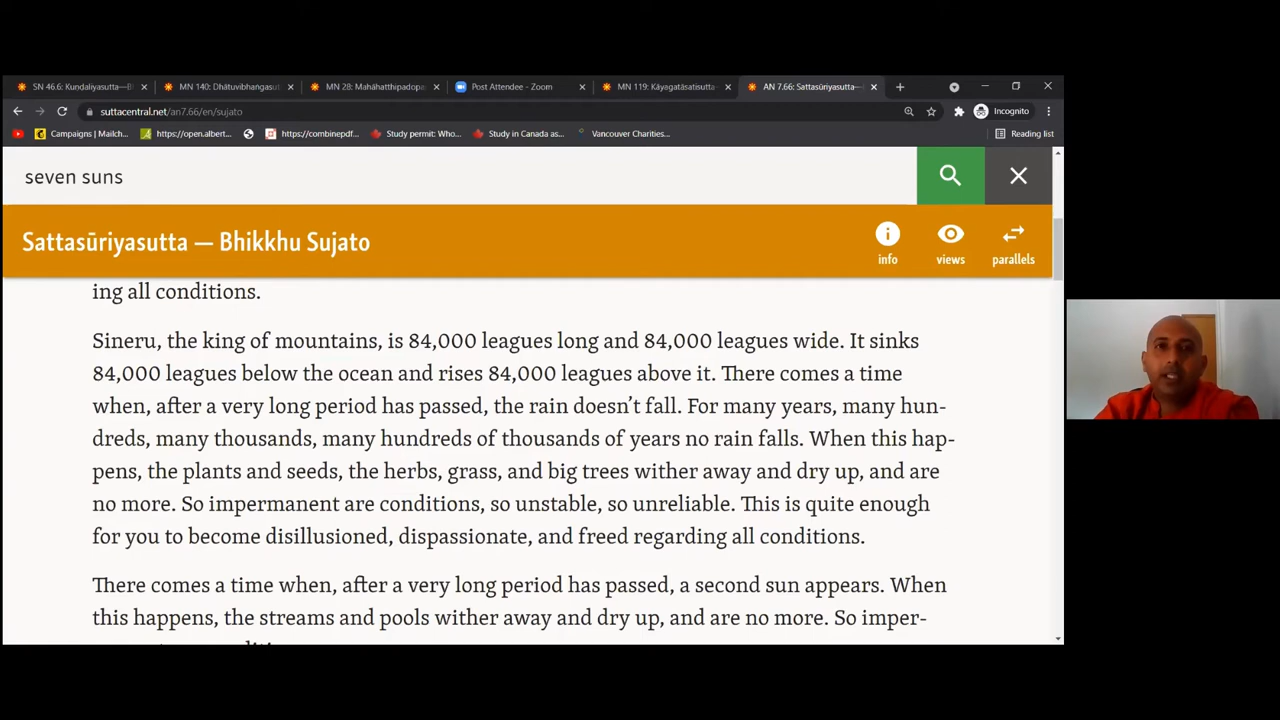 SN 46.6: Kuṇḍaliyasutta—B
MN 140: Dhātuvibhaṅgasut
MN 28: Mahāhatthipadopa
Post Attendee - Zoom
MN 119: Kāyagatāsatisutta
AN 7.66: Sattasūriyasutta—
suttacentral.net/an7.66/en/sujato
Incognito
Campaigns | Mailch...
https://open.albert...
https://combinepdf...
Study permit: Who...
Study in Canada as...
Vancouver Charities...
Reading list
seven suns
Sattasūriyasutta — Bhikkhu Sujato
info
views
parallels
ing all conditions.
Sineru, the king of mountains, is 84,000 leagues long and 84,000 leagues wide. It sinks
84,000 leagues below the ocean and rises 84,000 leagues above it. There comes a time
when, after a very long period has passed, the rain doesn’t fall. For many years, many hun-
dreds, many thousands, many hundreds of thousands of years no rain falls. When this hap-
pens, the plants and seeds, the herbs, grass, and big trees wither away and dry up, and are
no more. So impermanent are conditions, so unstable, so unreliable. This is quite enough
for you to become disillusioned, dispassionate, and freed regarding all conditions.
There comes a time when, after a very long period has passed, a second sun appears. When
this happens, the streams and pools wither away and dry up, and are no more. So imper-